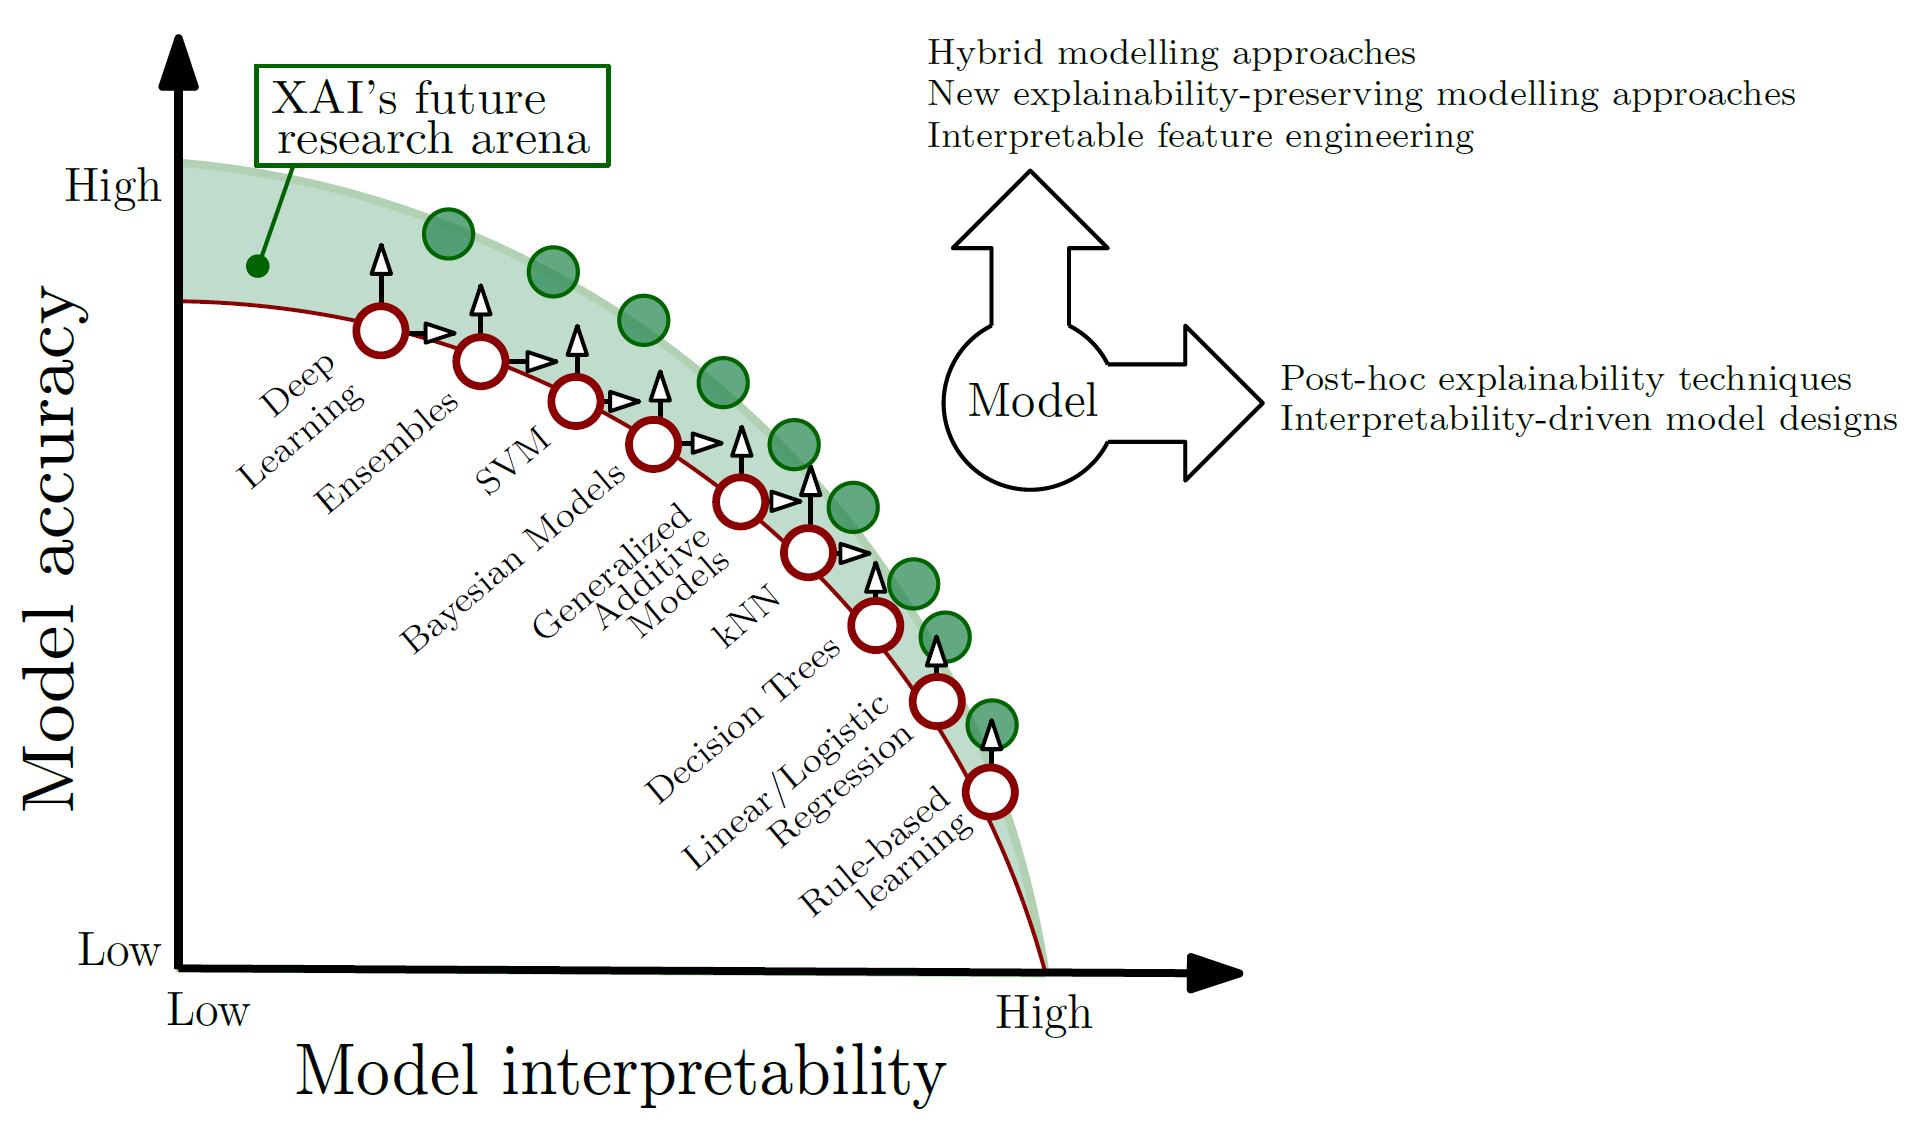 XAI's future
research arena
Hybrid modelling approaches
New explainability-preserving modelling approaches
Interpretable feature engineering
High
Model accuracy
Low
Deep
Learning
Ensembles
SVM
Bayesian Models
Generalized
Additive
Models
kNN
Decision Trees
Linear/Logistic
Regression
Rule-based
learning
Model
Post-hoc explainability techniques
Interpretability-driven model designs
Low
High
Model interpretability